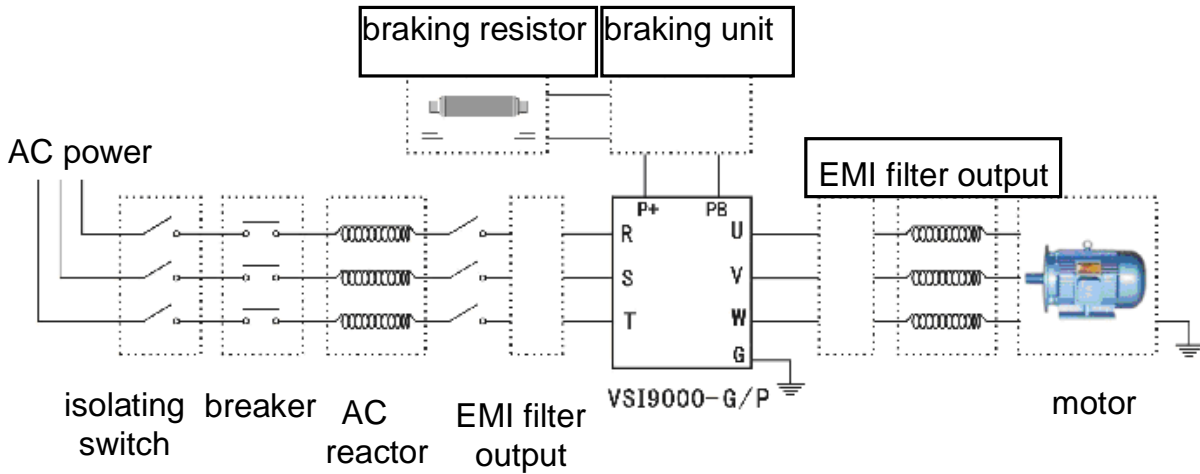 braking resistor
braking unit
AC power
EMI filter output
P+
PB
R
U
S
V
T
W
G
VSI9000-G/P
isolating
switch
breaker
AC
reactor
EMI filter
output
motor